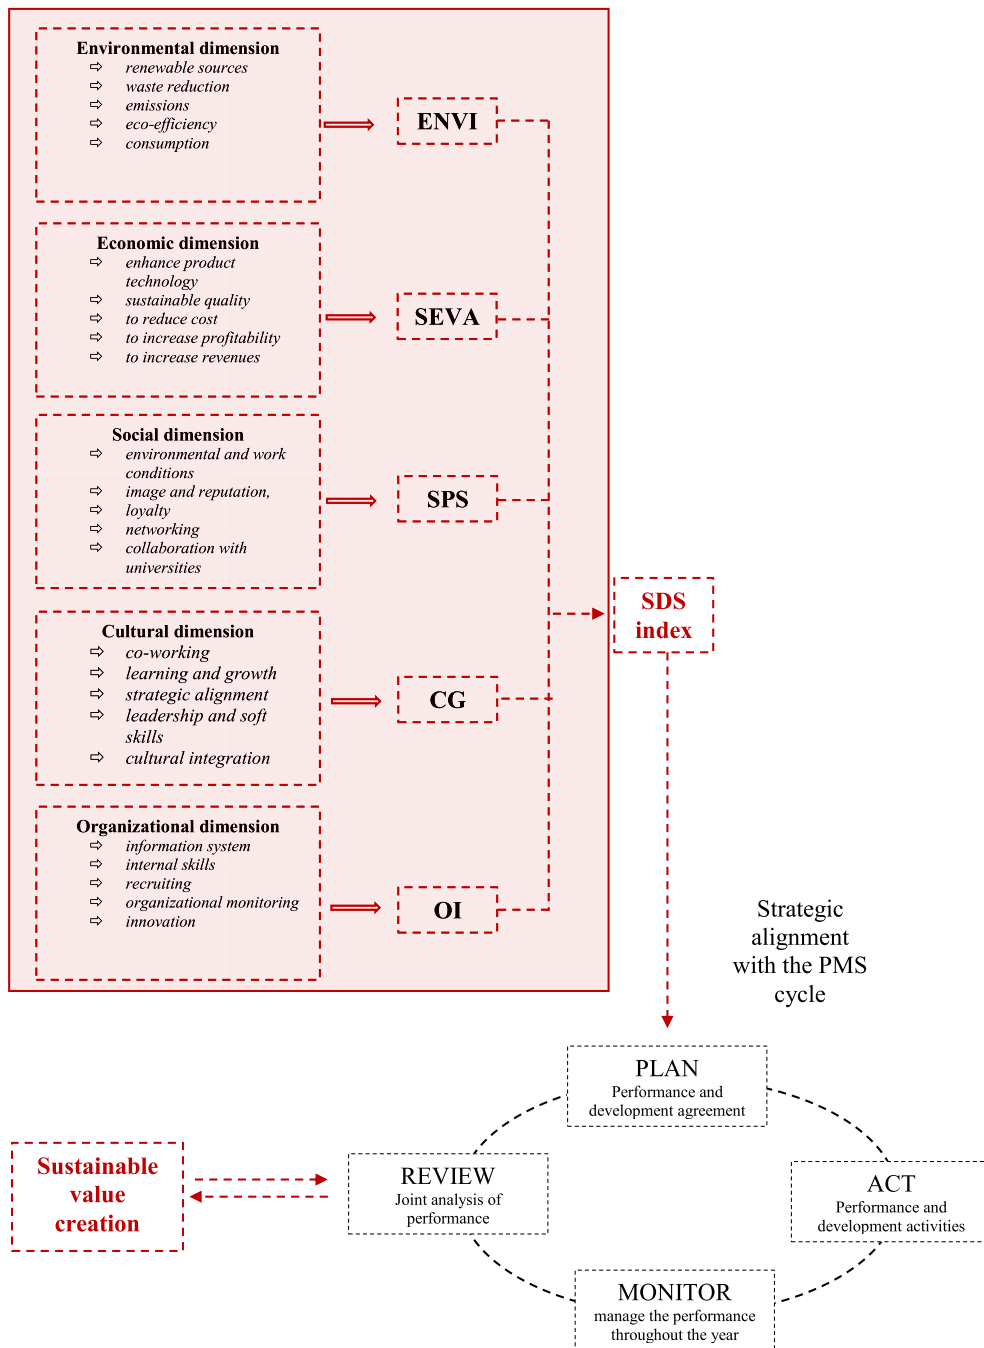 Environmental dimension
⇨ renewable sources
⇨ waste reduction
⇨ emissions
⇨ eco-efficiency
⇨ consumption
ENVI
Economic dimension
⇨ enhance product
technology
⇨ sustainable quality
⇨ to reduce cost
⇨ to increase profitability
⇨ to increase revenues
SEVA
Social dimension
⇨ environmental and work
conditions
⇨ image and reputation,
⇨ loyalty
⇨ networking
⇨ collaboration with
universities
SPS
Cultural dimension
⇨ co-working
⇨ learning and growth
⇨ strategic alignment
⇨ leadership and soft
skills
⇨ cultural integration
CG
Organizational dimension
⇨ information system
⇨ internal skills
⇨ recruiting
⇨ organizational monitoring
⇨ innovation
OI
SDS
index
Strategic
alignment
with the PMS
cycle
PLAN
Performance and
development agreement
ACT
Performance and
development activities
MONITOR
manage the performance
throughout the year
REVIEW
Joint analysis of
performance
Sustainable
value
creation